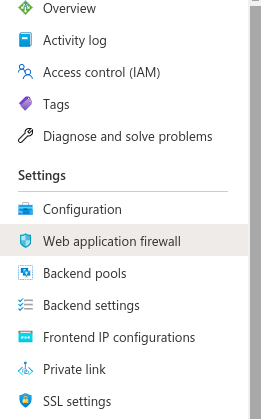 Overview
Activity log
Access control (IAM)
Tags
Diagnose and solve problems
Settings
Configuration
Web application firewall
Backend pools
Backend settings
Frontend IP configurations
Private link
SSL settings